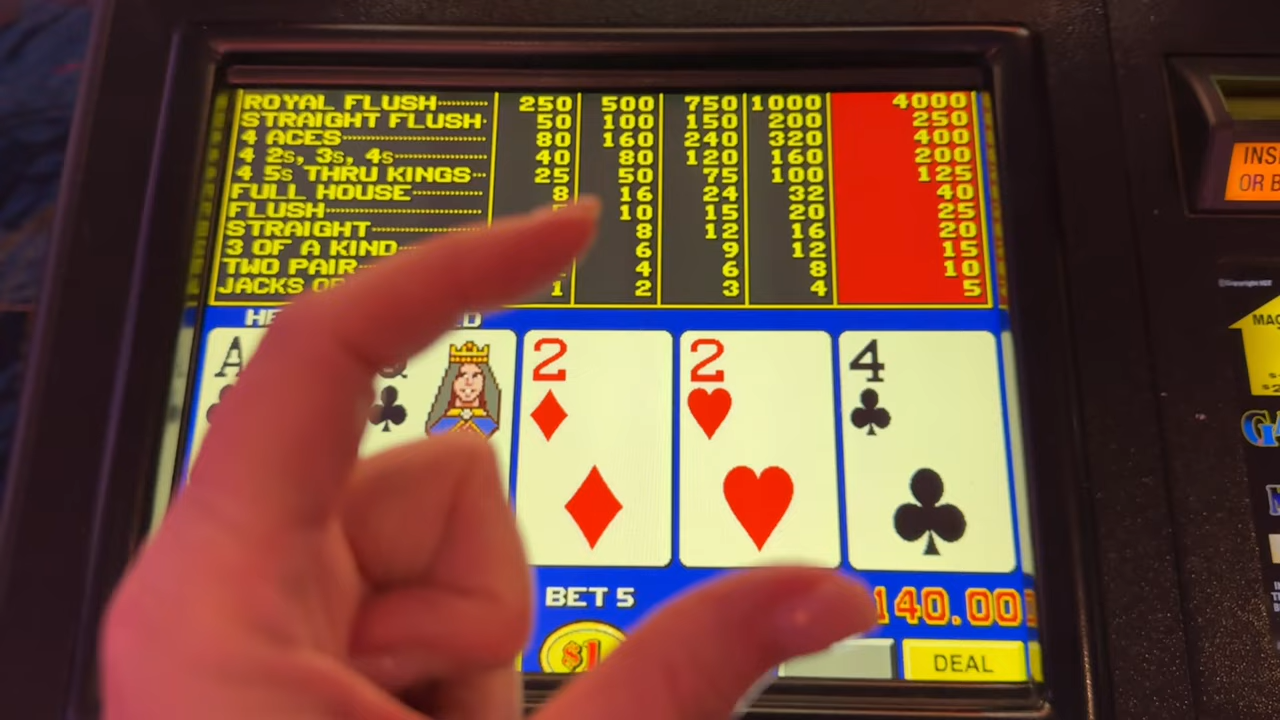 ROYAL FLUSH 250 500 750 1000 4000
STRAIGHT FLUSH 50 100 150 200 250
4 ACES 80 160 240 320 400
4 2s, 3s, 4s 40 80 120 160 200
4 5s THRU KINGS 25 50 75 100 125
FULL HOUSE 8 16 24 32 40
FLUSH 10 15 20 25
STRAIGHT 8 12 16 20
3 OF A KIND 6 9 12 15
TWO PAIR 4 6 8 10
JACKS 1 2 3 4 5
A Q 2 2 4
BET 5
140.00
$1
DEAL
OR